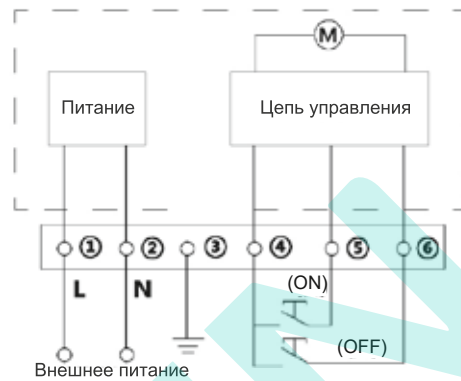 M
Питание
Цепь управления
① ② ③ ④ ⑤ ⑥
L N
(ON)
(OFF)
Внешнее питание